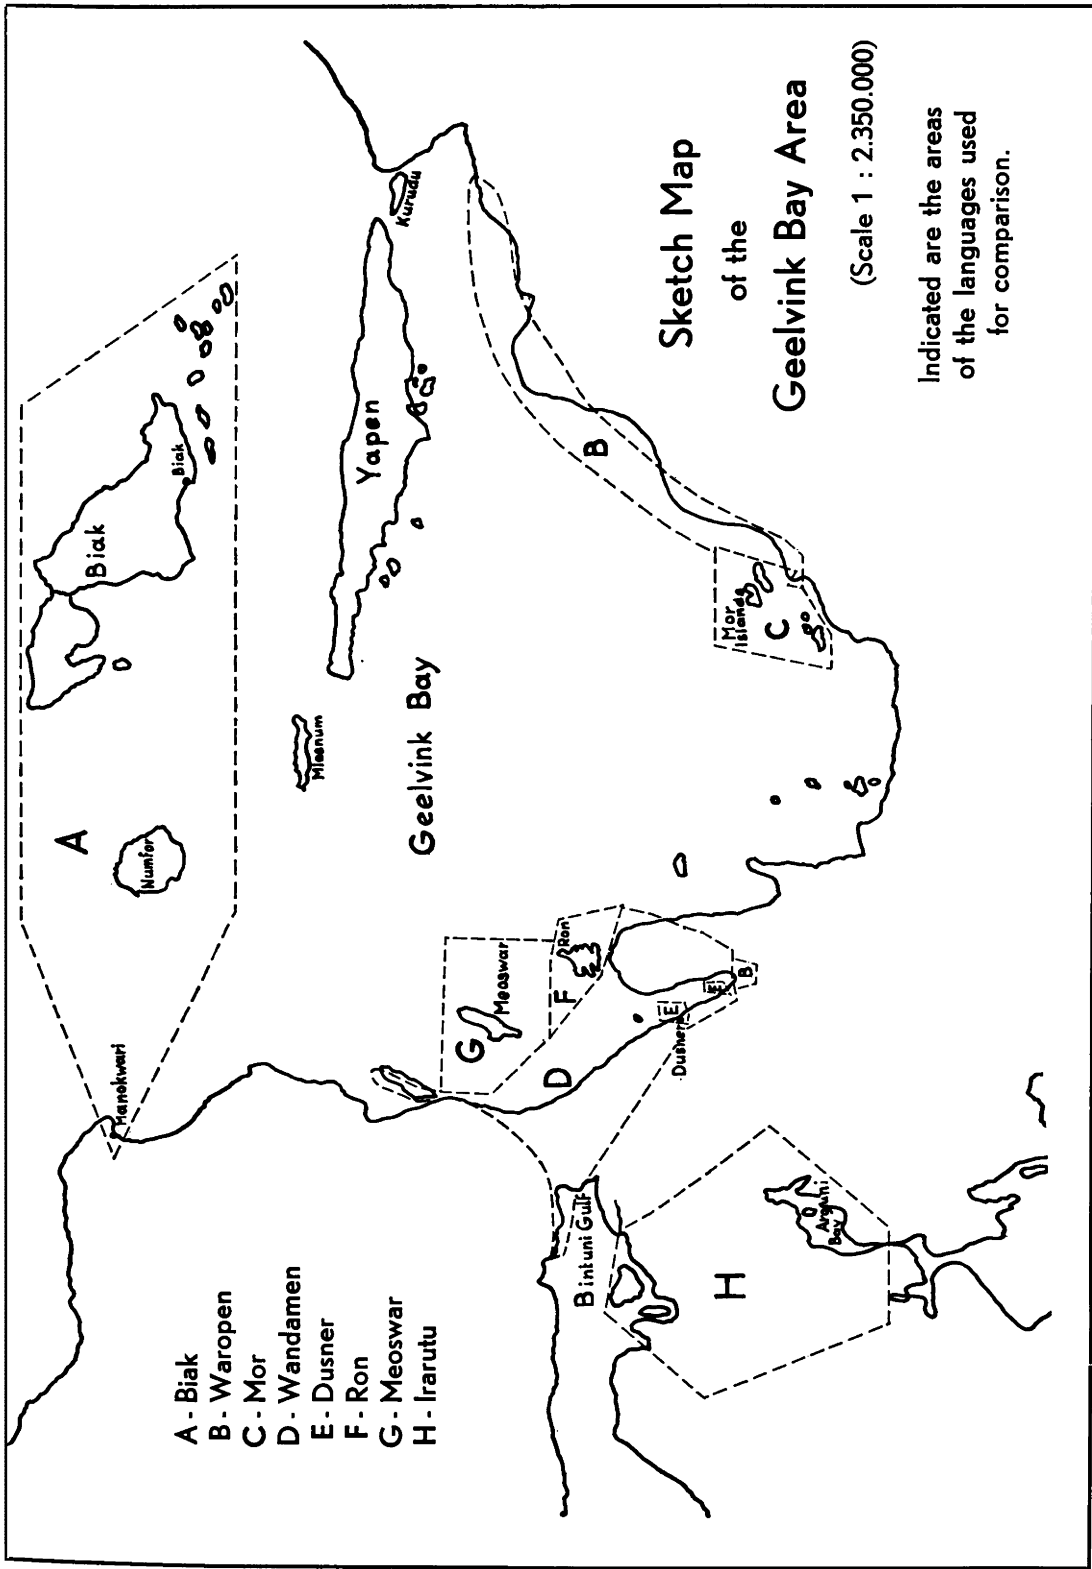 Sketch Map
of the
Geelvink Bay Area
(Scale 1 : 2.350.000)
Indicated are the areas
of the languages used
for comparison.
A - Biak
B - Waropen
C - Mor
D - Wandamen
E - Dusner
F - Ron
G - Meoswar
H - Irarutu
Manokwari
A
Numfor
Biak
Biak
Miosnum
Yapen
Kurudu
Geelvink Bay
G
Meoswar
F
Ron
D
Dusner
E
E
B
B
Mor
Islands
C
Bintuni Gulf
H
Arguni
Bay